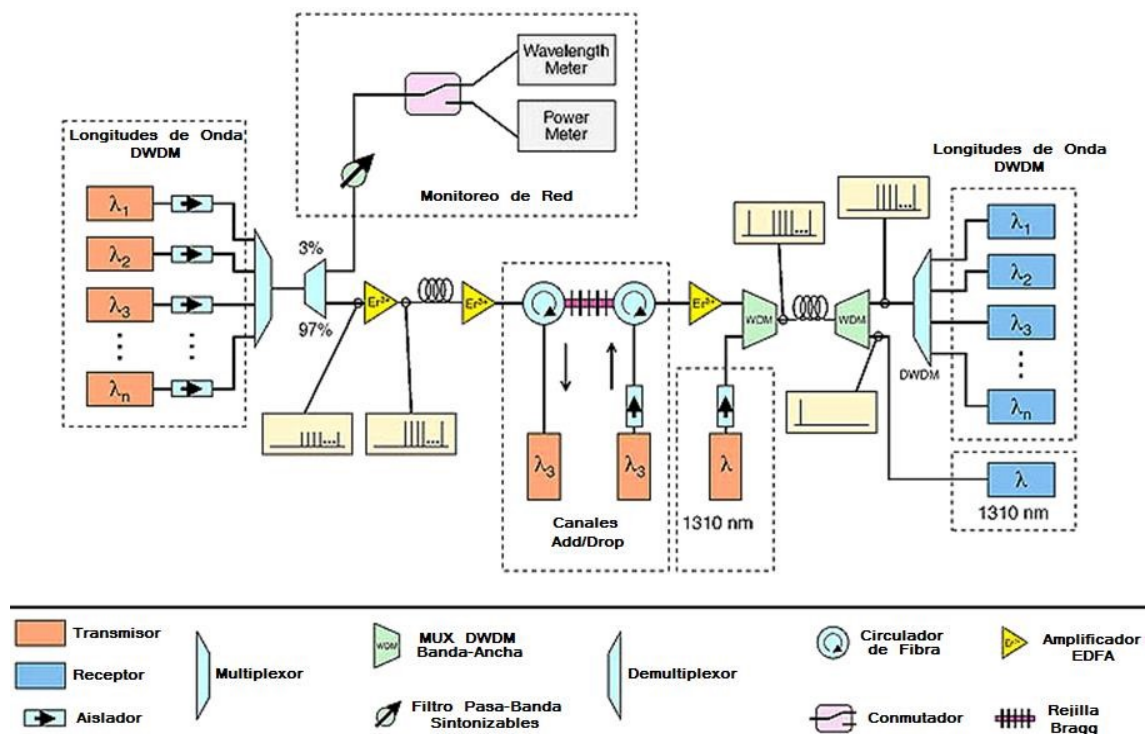 Wavelength
Meter
Power
Meter
Monitoreo de Red
Longitudes de Onda
DWDM
λ1
λ2
λ3
λn
3%
97%
Er3+
Er3+
λ3
λ3
Canales
Add/Drop
Er3+
WDM
WDM
λ
1310 nm
DWDM
Longitudes de Onda
DWDM
λ1
λ2
λ3
λn
λ
1310 nm
Transmisor
Receptor
Aislador
Multiplexor
WDM
MUX DWDM
Banda-Ancha
Filtro Pasa-Banda
Sintonizables
Demultiplexor
Circulador
de Fibra
Conmutador
Er3+
Amplificador
EDFA
Rejilla
Bragg